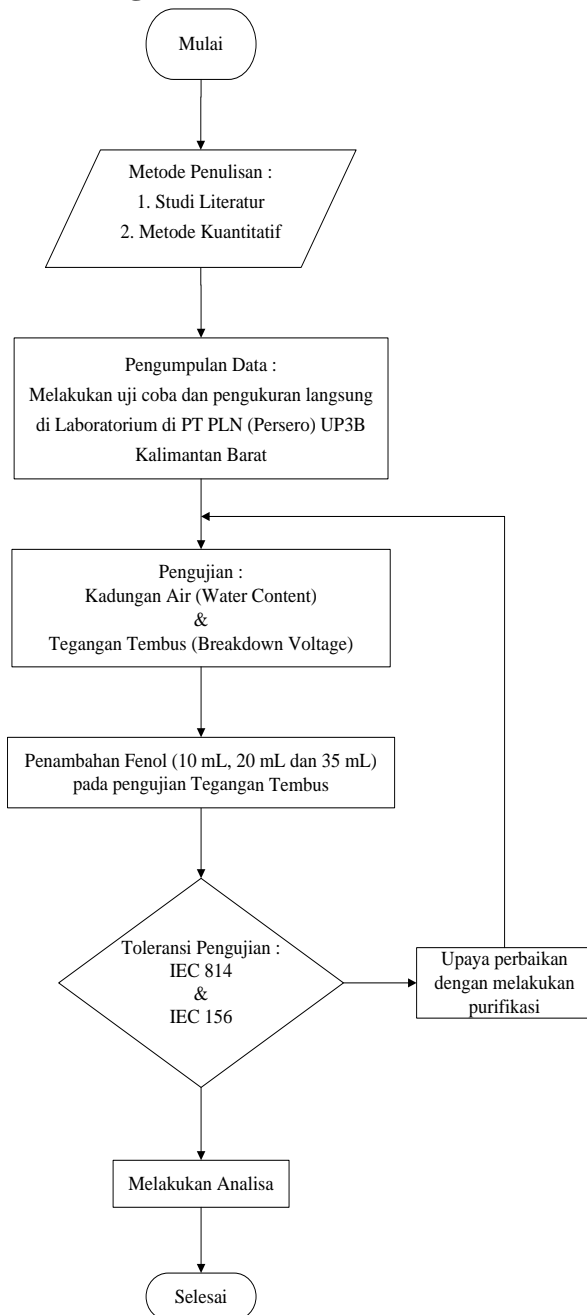 Mulai
Metode Penulisan :
1. Studi Literatur
2. Metode Kuantitatif
Pengumpulan Data :
Melakukan uji coba dan pengukuran langsung
di Laboratorium di PT PLN (Persero) UP3B
Kalimantan Barat
Pengujian :
Kadungan Air (Water Content)
&
Tegangan Tembus (Breakdown Voltage)
Penambahan Fenol (10 mL, 20 mL dan 35 mL)
pada pengujian Tegangan Tembus
Toleransi Pengujian :
IEC 814
&
IEC 156
Upaya perbaikan
dengan melakukan
purifikasi
Melakukan Analisa
Selesai